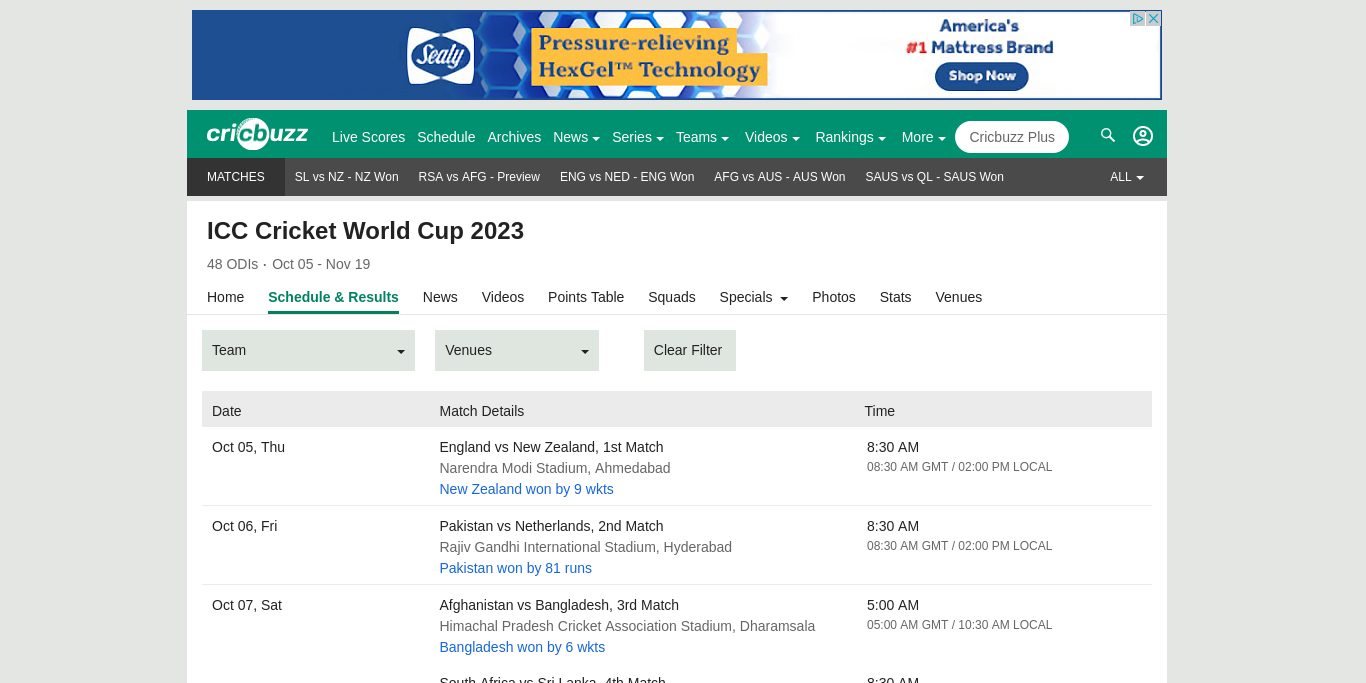 Sealy
Pressure-relieving
HexGel™ Technology
America's
#1 Mattress Brand
Shop Now
cricbuzz
Live Scores Schedule Archives News Series Teams Videos Rankings More Cricbuzz Plus
MATCHES SL vs NZ - NZ Won RSA vs AFG - Preview ENG vs NED - ENG Won AFG vs AUS - AUS Won SAUS vs QL - SAUS Won ALL
ICC Cricket World Cup 2023
48 ODIs · Oct 05 - Nov 19
Home Schedule & Results News Videos Points Table Squads Specials Photos Stats Venues
Team Venues Clear Filter
Date Match Details Time
Oct 05, Thu England vs New Zealand, 1st Match 8:30 AM
Narendra Modi Stadium, Ahmedabad 08:30 AM GMT / 02:00 PM LOCAL
New Zealand won by 9 wkts
Oct 06, Fri Pakistan vs Netherlands, 2nd Match 8:30 AM
Rajiv Gandhi International Stadium, Hyderabad 08:30 AM GMT / 02:00 PM LOCAL
Pakistan won by 81 runs
Oct 07, Sat Afghanistan vs Bangladesh, 3rd Match 5:00 AM
Himachal Pradesh Cricket Association Stadium, Dharamsala 05:00 AM GMT / 10:30 AM LOCAL
Bangladesh won by 6 wkts
South Africa vs Sri Lanka, 4th Match 8:30 AM